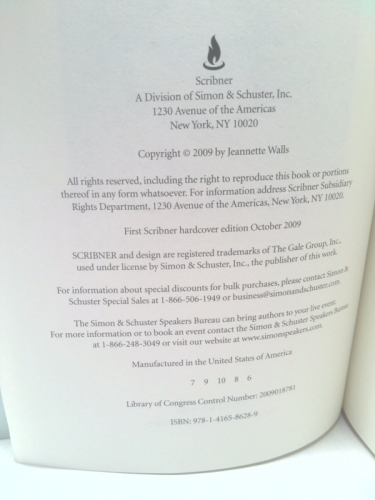 Scribner
A Division of Simon & Schuster, Inc.
1230 Avenue of the Americas
New York, NY 10020
Copyright © 2009 by Jeannette Walls
All rights reserved, including the right to reproduce this book or portions
thereof in any form whatsoever. For information address Scribner Subsidiary
Rights Department, 1230 Avenue of the Americas, New York, NY 10020.
First Scribner hardcover edition October 2009
SCRIBNER and design are registered trademarks of The Gale Group, Inc.,
used under license by Simon & Schuster, Inc., the publisher of this work.
For information about special discounts for bulk purchases, please contact Simon &
Schuster Special Sales at 1-866-506-1949 or business@simonandschuster.com.
The Simon & Schuster Speakers Bureau can bring authors to your live event.
For more information or to book an event contact the Simon & Schuster Speakers Bureau
at 1-866-248-3049 or visit our website at www.simonspeakers.com.
Manufactured in the United States of America
7 9 10 8 6
Library of Congress Control Number: 2009018781
ISBN: 978-1-4165-8628-9